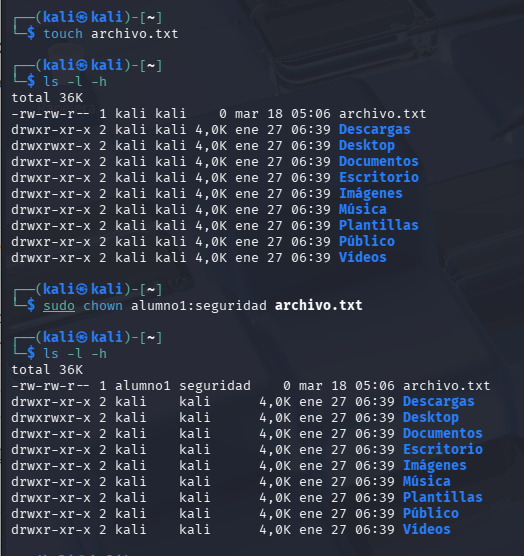 ┌──(kali㉿kali)-[~]
└─$ touch archivo.txt
┌──(kali㉿kali)-[~]
└─$ ls -l -h
total 36K
-rw-rw-r-- 1 kali kali    0 mar 18 05:06 archivo.txt
drwxr-xr-x 2 kali kali 4,0K ene 27 06:39 Descargas
drwxrwxr-x 2 kali kali 4,0K ene 27 06:39 Desktop
drwxr-xr-x 2 kali kali 4,0K ene 27 06:39 Documentos
drwxr-xr-x 2 kali kali 4,0K ene 27 06:39 Escritorio
drwxr-xr-x 2 kali kali 4,0K ene 27 06:39 Imágenes
drwxr-xr-x 2 kali kali 4,0K ene 27 06:39 Música
drwxr-xr-x 2 kali kali 4,0K ene 27 06:39 Plantillas
drwxr-xr-x 2 kali kali 4,0K ene 27 06:39 Público
drwxr-xr-x 2 kali kali 4,0K ene 27 06:39 Vídeos
┌──(kali㉿kali)-[~]
└─$ sudo chown alumno1:seguridad archivo.txt
┌──(kali㉿kali)-[~]
└─$ ls -l -h
total 36K
-rw-rw-r-- 1 alumno1 seguridad    0 mar 18 05:06 archivo.txt
drwxr-xr-x 2 kali    kali      4,0K ene 27 06:39 Descargas
drwxrwxr-x 2 kali    kali      4,0K ene 27 06:39 Desktop
drwxr-xr-x 2 kali    kali      4,0K ene 27 06:39 Documentos
drwxr-xr-x 2 kali    kali      4,0K ene 27 06:39 Escritorio
drwxr-xr-x 2 kali    kali      4,0K ene 27 06:39 Imágenes
drwxr-xr-x 2 kali    kali      4,0K ene 27 06:39 Música
drwxr-xr-x 2 kali    kali      4,0K ene 27 06:39 Plantillas
drwxr-xr-x 2 kali    kali      4,0K ene 27 06:39 Público
drwxr-xr-x 2 kali    kali      4,0K ene 27 06:39 Vídeos